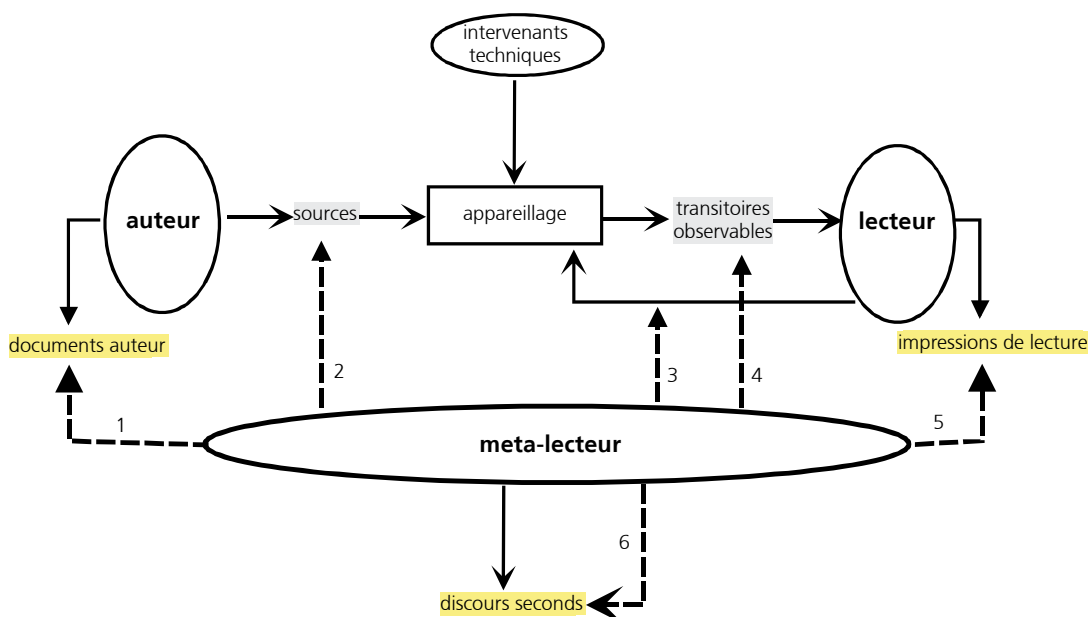 intervenants
techniques
auteur
sources
appareillage
transitoires
observables
lecteur
documents auteur
impressions de lecture
2
3
4
1
5
meta-lecteur
6
discours seconds